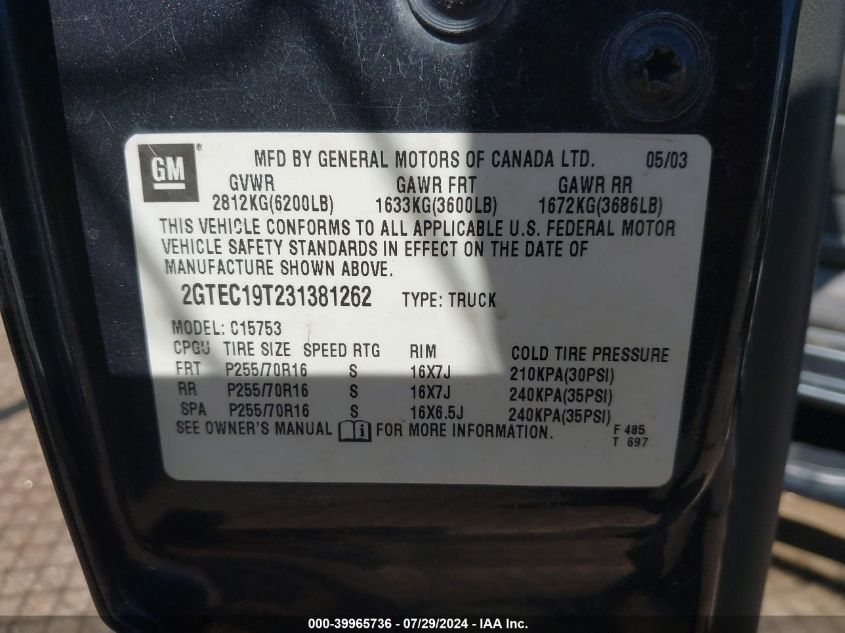 GM ® MFD BY GENERAL MOTORS OF CANADA LTD. 05/03
GVWR GAWR FRT GAWR RR
2812KG(6200LB) 1633KG(3600LB) 1672KG(3686LB)
THIS VEHICLE CONFORMS TO ALL APPLICABLE U.S. FEDERAL MOTOR
VEHICLE SAFETY STANDARDS IN EFFECT ON THE DATE OF
MANUFACTURE SHOWN ABOVE.
2GTEC19T231381262 TYPE: TRUCK
MODEL: C15753
CPGU TIRE SIZE SPEED RTG RIM COLD TIRE PRESSURE
FRT P255/70R16 S 16X7J 210KPA(30PSI)
RR P255/70R16 S 16X7J 240KPA(35PSI)
SPA P255/70R16 S 16X6.5J 240KPA(35PSI)
SEE OWNER'S MANUAL i FOR MORE INFORMATION. F 485
T 697
000-39965736 - 07/29/2024 - IAA Inc.